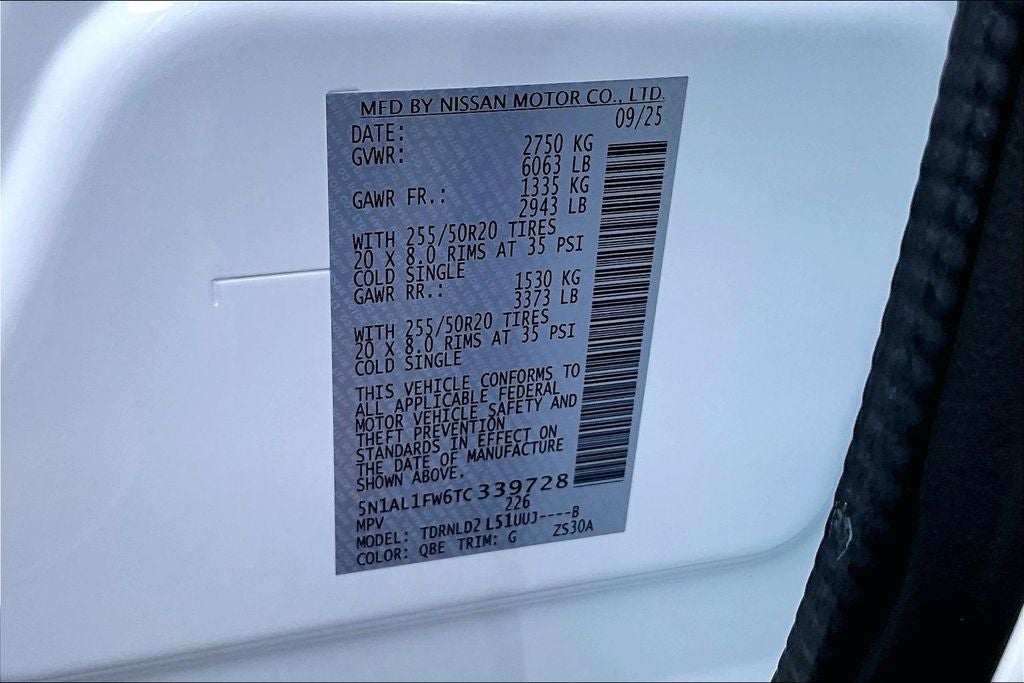 MFD BY NISSAN MOTOR CO., LTD.
DATE: 09/25
GVWR: 2750 KG
6063 LB
GAWR FR.: 1335 KG
2943 LB
WITH 255/50R20 TIRES
20 X 8.0 RIMS AT 35 PSI
COLD SINGLE
GAWR RR.: 1530 KG
3373 LB
WITH 255/50R20 TIRES
20 X 8.0 RIMS AT 35 PSI
COLD SINGLE
THIS VEHICLE CONFORMS TO
ALL APPLICABLE FEDERAL
MOTOR VEHICLE SAFETY AND
THEFT PREVENTION
STANDARDS IN EFFECT ON
THE DATE OF MANUFACTURE
SHOWN ABOVE.
5N1AL1FW6TC339728
MPV 226
MODEL: TDRNLD2 L51UUJ----B
COLOR: QBE TRIM: G ZS30A